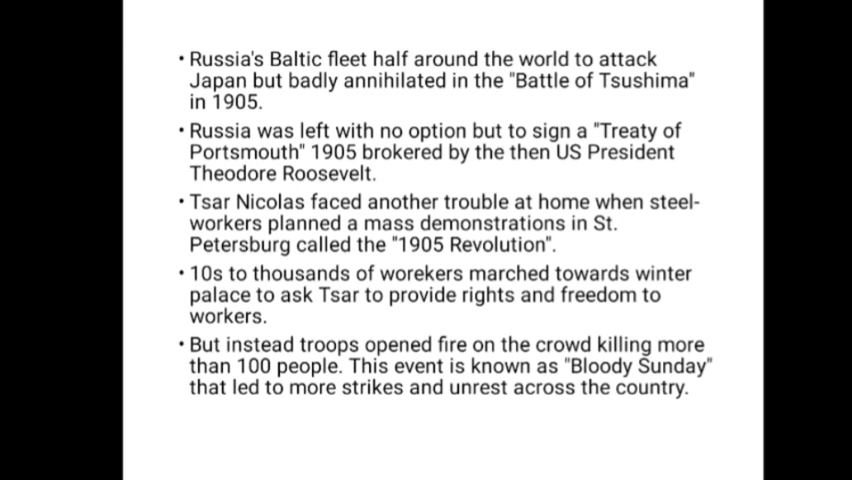 • Russia's Baltic fleet half around the world to attack
Japan but badly annihilated in the "Battle of Tsushima"
in 1905.
• Russia was left with no option but to sign a "Treaty of
Portsmouth" 1905 brokered by the then US President
Theodore Roosevelt.
• Tsar Nicolas faced another trouble at home when steel-
workers planned a mass demonstrations in St.
Petersburg called the "1905 Revolution".
• 10s to thousands of worekers marched towards winter
palace to ask Tsar to provide rights and freedom to
workers.
• But instead troops opened fire on the crowd killing more
than 100 people. This event is known as "Bloody Sunday"
that led to more strikes and unrest across the country.